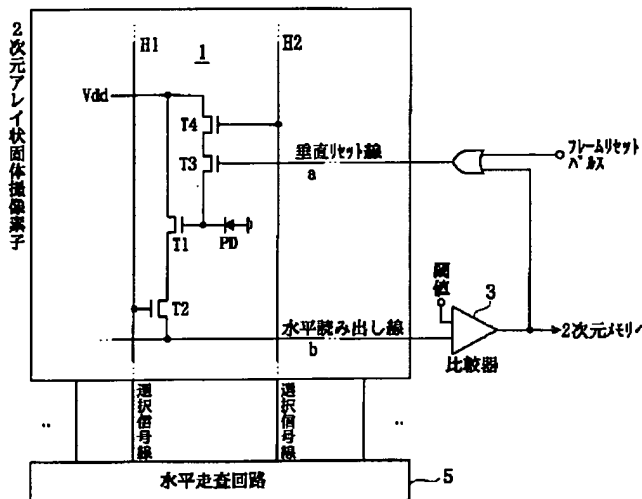 2次元アレイ状固体撮像素子
H1
1
H2
Vdd
T4
T3
垂直リセット線
a
フレームリセット
パルス
T1
PD
T2
閾値
3
水平読み出し線
b
2次元メモリへ
比較器
‥
選択信号線
選択信号線
‥
水平走査回路
5